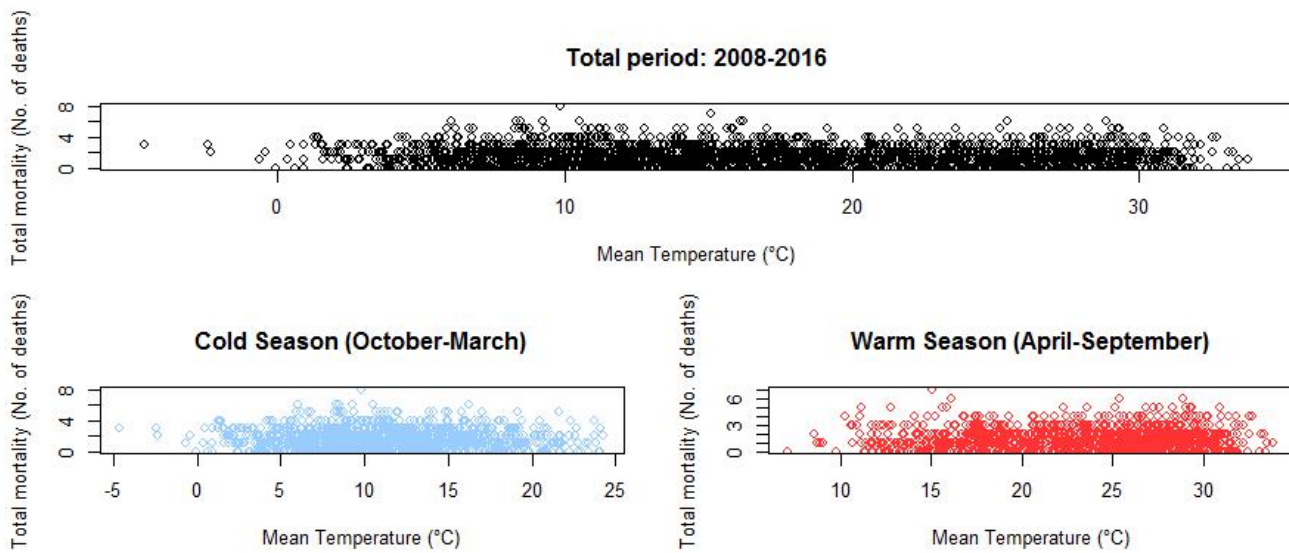 Total period: 2008-2016
Total mortality (No. of deaths)
8
4
0
0 10 20 30
Mean Temperature (°C)
Cold Season (October-March)
Total mortality (No. of deaths)
8
4
0
-5 0 5 10 15 20 25
Mean Temperature (°C)
Warm Season (April-September)
Total mortality (No. of deaths)
6
3
0
10 15 20 25 30
Mean Temperature (°C)